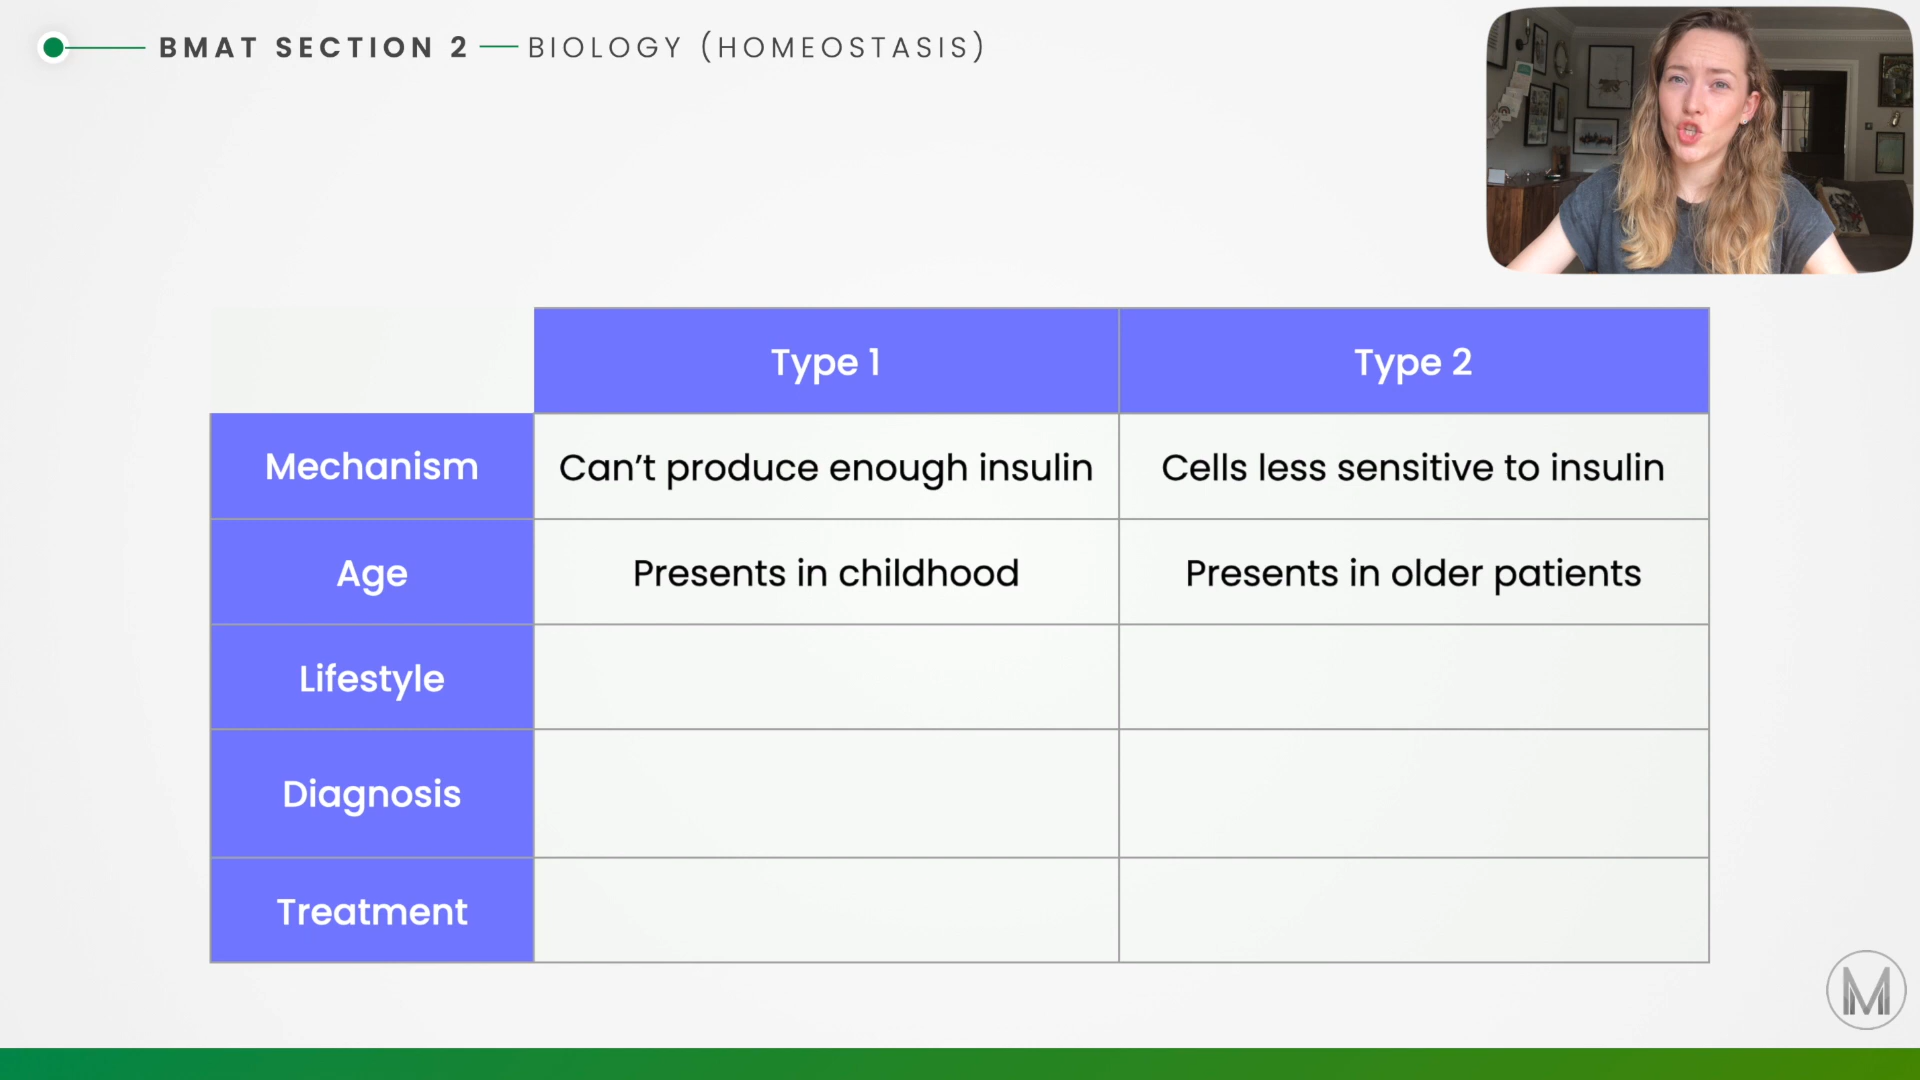 BMAT SECTION 2 — BIOLOGY (HOMEOSTASIS)
Type 1 Type 2
Mechanism Can’t produce enough insulin Cells less sensitive to insulin
Age Presents in childhood Presents in older patients
Lifestyle
Diagnosis
Treatment
M